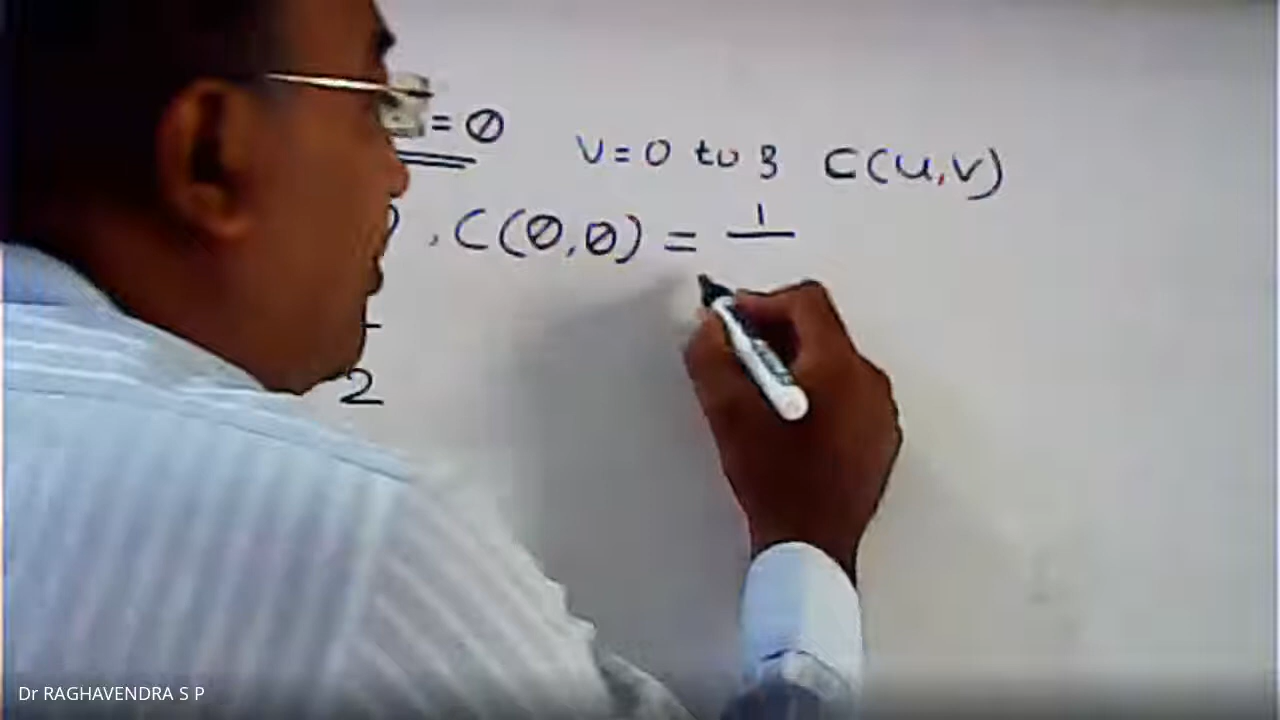 = 0 v = 0 to 3 C(u,v)
) . C(0,0) = 1
2
Dr RAGHAVENDRA S P